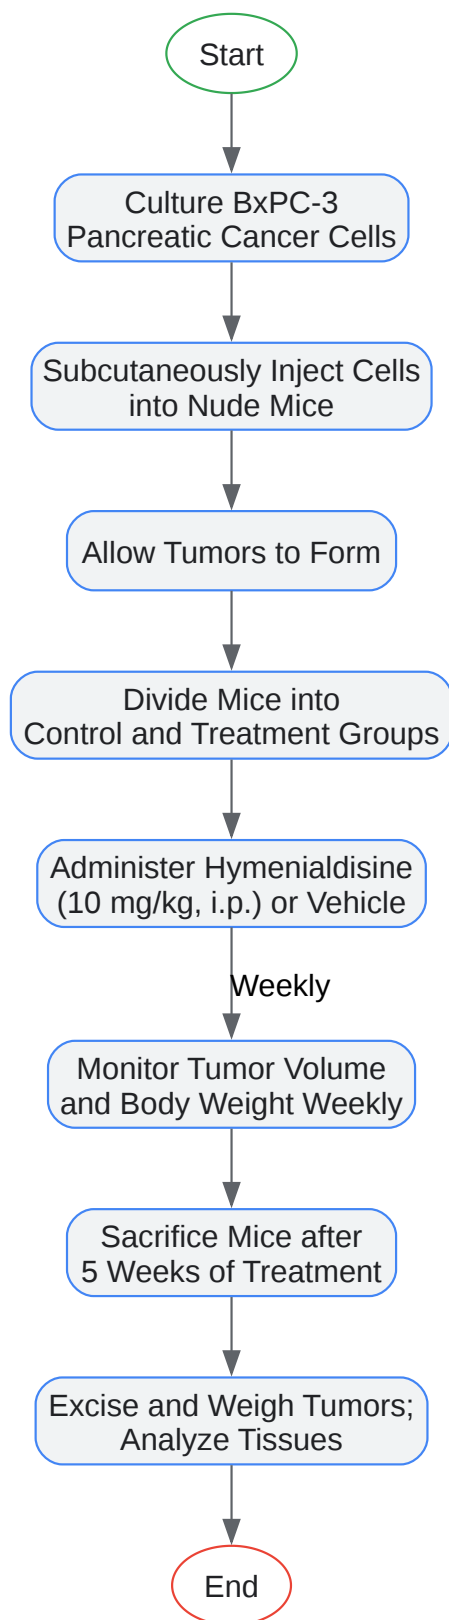 Start
Culture BxPC-3
Pancreatic Cancer Cells
Subcutaneously Inject Cells
into Nude Mice
Allow Tumors to Form
Divide Mice into
Control and Treatment Groups
Administer Hymenialdisine
(10 mg/kg, i.p.) or Vehicle
Weekly
Monitor Tumor Volume
and Body Weight Weekly
Sacrifice Mice after
5 Weeks of Treatment
Excise and Weigh Tumors;
Analyze Tissues
End